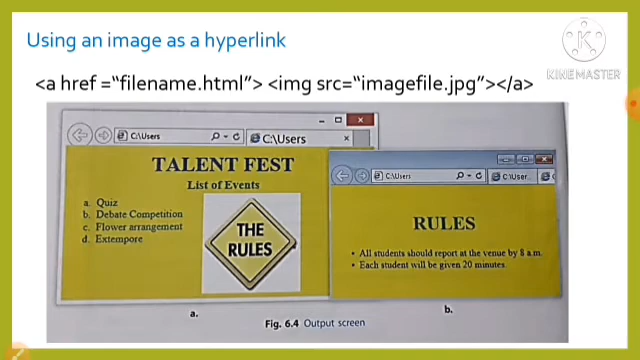 Using an image as a hyperlink
<a href =“filename.html”> <img src=“imagefile.jpg”></a>
KINEMASTER
C:\Users
C:\Users
TALENT FEST
List of Events
a. Quiz
b. Debate Competition
c. Flower arrangement
d. Extempore
THE
RULES
a.
C:\Users
C:\User...
RULES
• All students should report at the venue by 8 a.m.
• Each student will be given 20 minutes.
b.
Fig. 6.4 Output screen